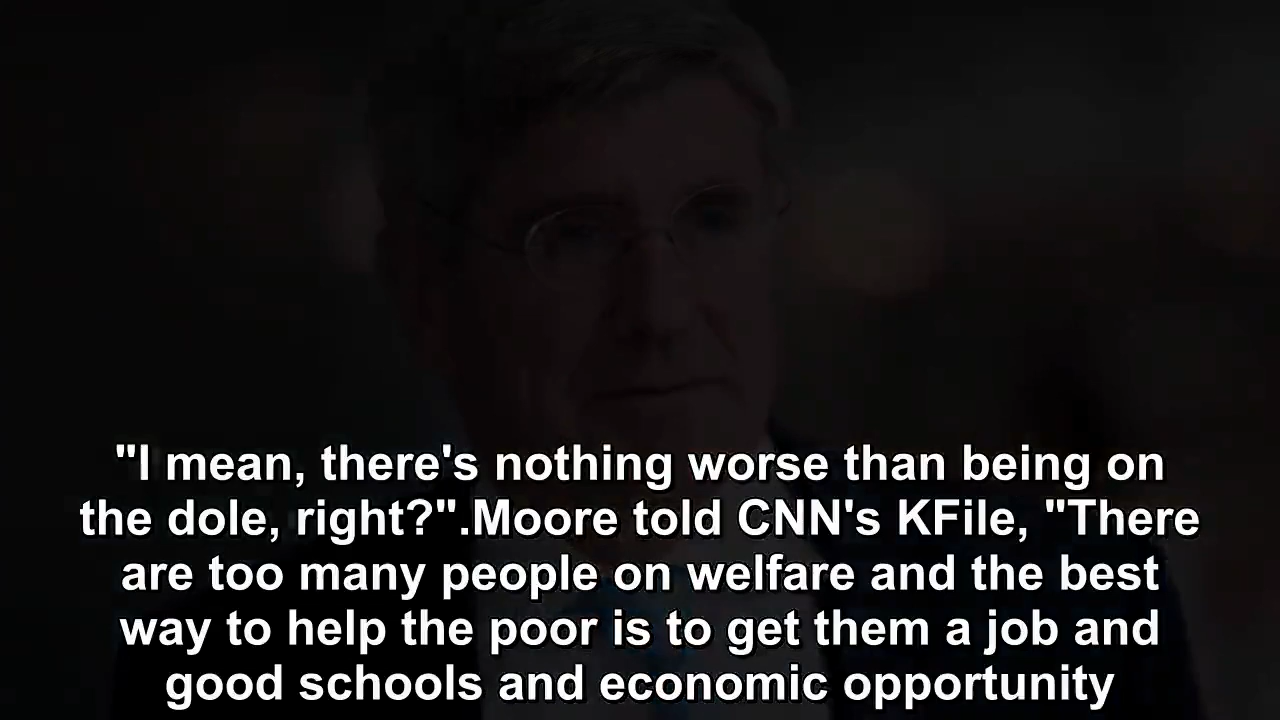 "I mean, there's nothing worse than being on
the dole, right?".Moore told CNN's KFile, "There
are too many people on welfare and the best
way to help the poor is to get them a job and
good schools and economic opportunity